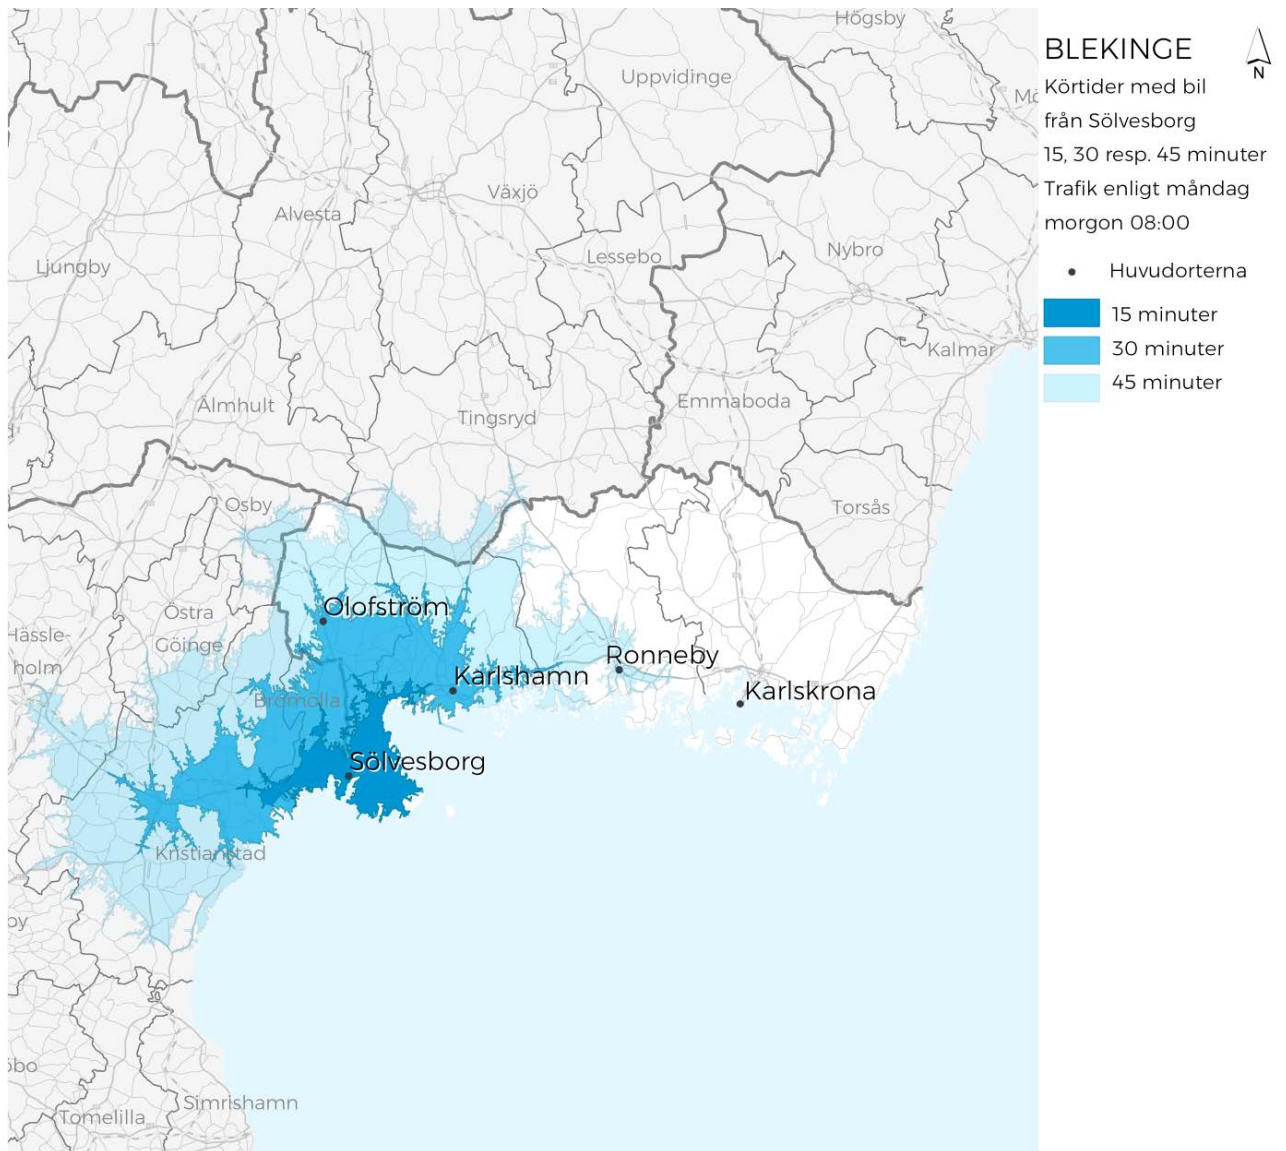 BLEKINGE
Körtider med bil
från Sölvesborg
15, 30 resp. 45 minuter
Trafik enligt måndag
morgon 08:00
N
Huvudorterna
15 minuter
30 minuter
45 minuter
Högsby
Uppvidinge
Växjö
Alvesta
Nybro
Lessebo
Ljungby
Kalmar
Älmhult
Emmaboda
Tingsryd
Osby
Torsås
Olofström
Östra
Göinge
holm
Ronneby
Karlshamn
Karlskrona
Bromölla
Sölvesborg
Kristianstad
Simrishamn
Tomelilla